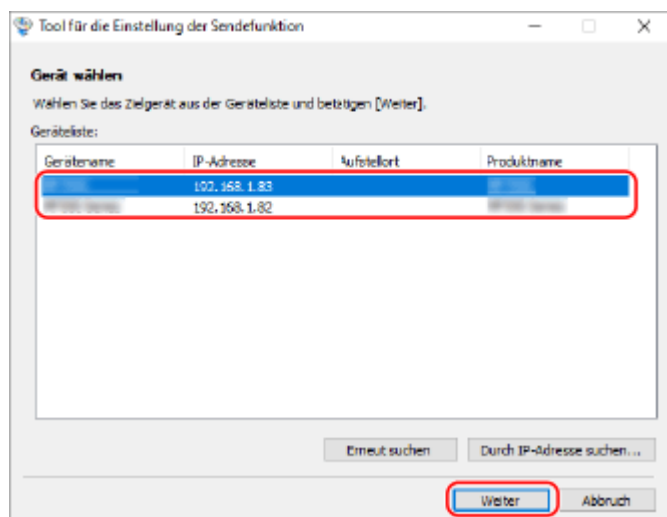 Tool für die Einstellung der Sendefunktion
Gerät wählen
Wählen Sie das Zielgerät aus der Geräteliste und betätigen [Weiter].
Geräteliste:
Gerätename IP-Adresse Aufstellort Produktname
192.168.1.83
192.168.1.82
Erneut suchen Durch IP-Adresse suchen...
Weiter Abbruch